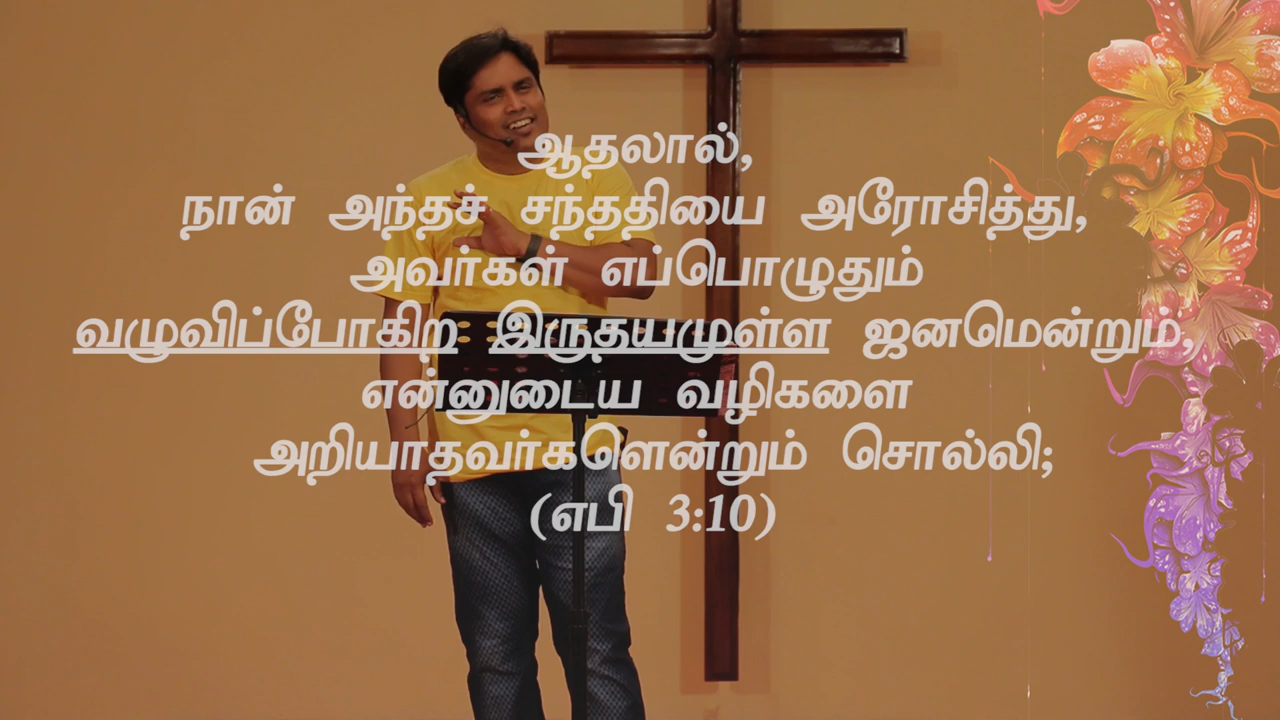 ஆதலால்,
நான் அந்தச் சந்ததியை அரோசித்து,
அவர்கள் எப்பொழுதும்
வழுவிப்போகிற இருதயமுள்ள ஜனமென்றும்,
என்னுடைய வழிகளை
அறியாதவர்களென்றும் சொல்லி;
(எபி 3:10)